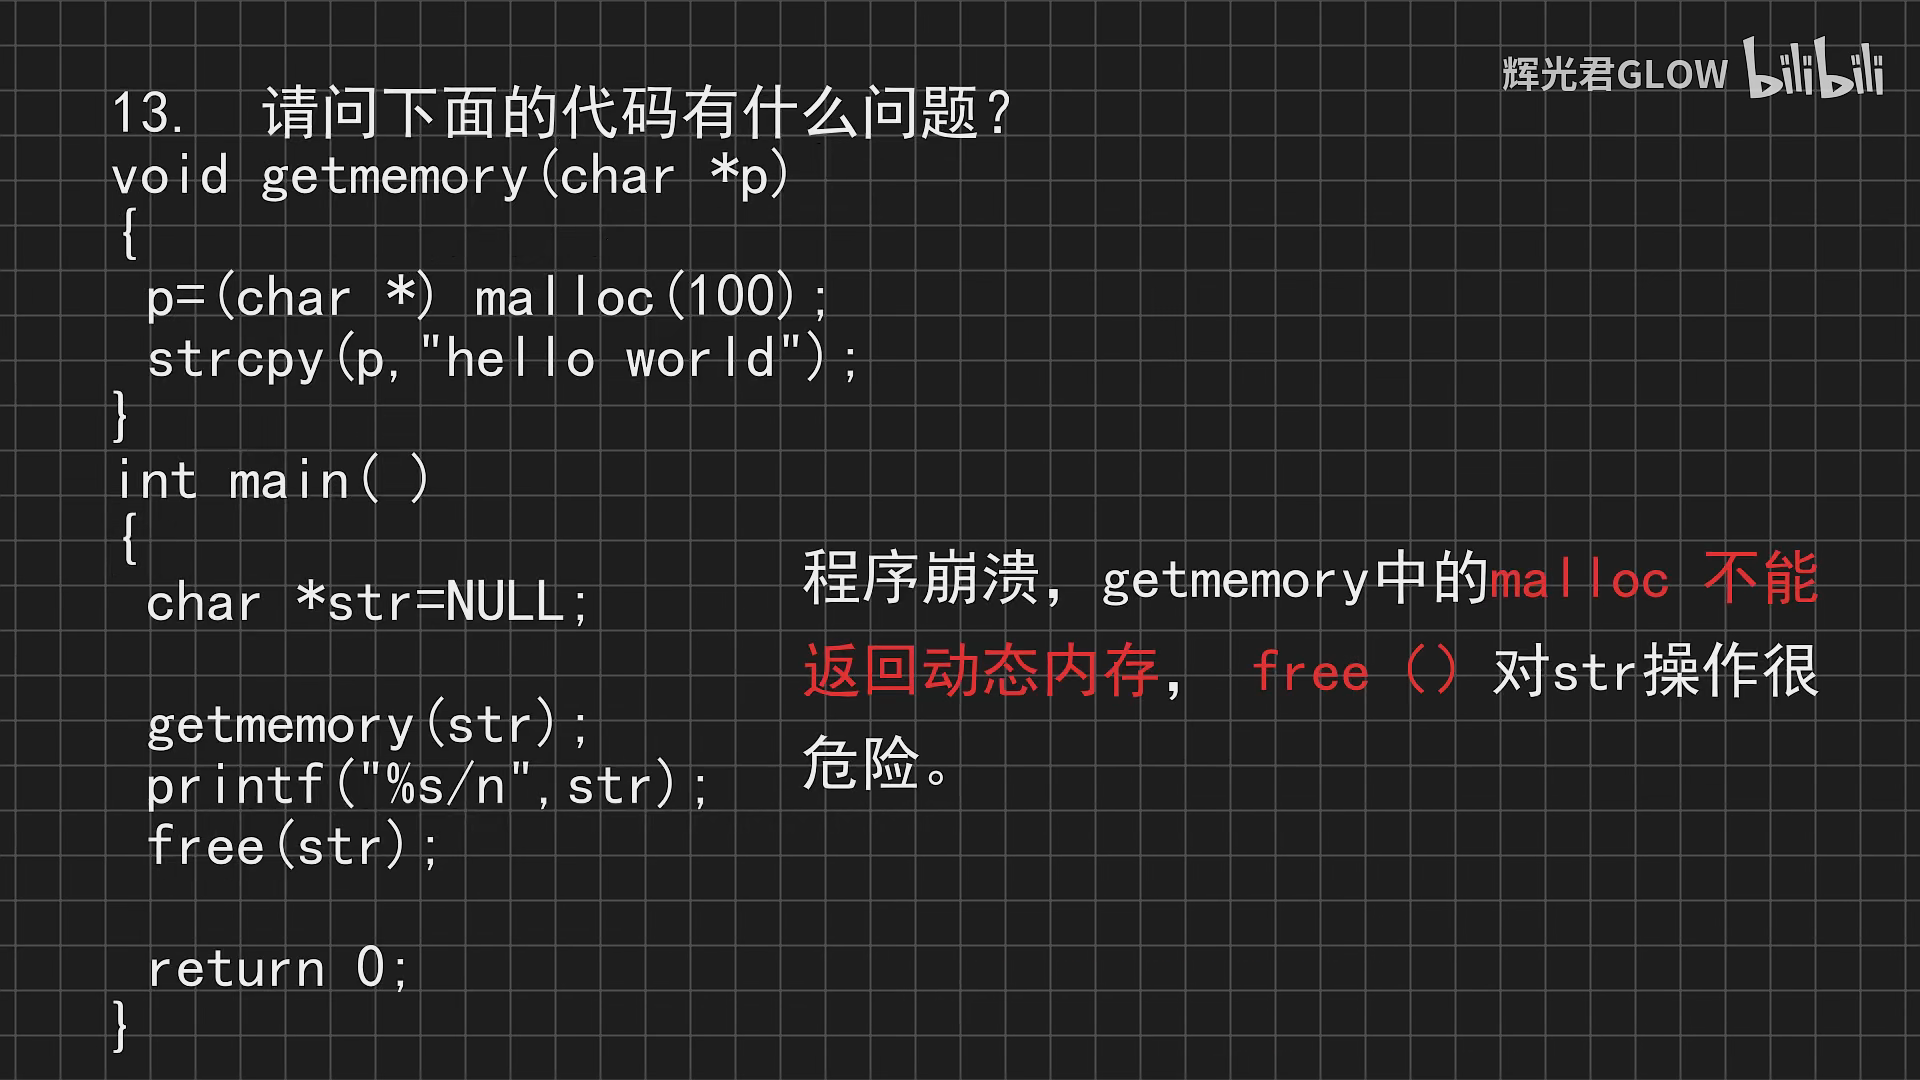 辉光君GLOW bilibili
13. 请问下面的代码有什么问题?
void getmemory(char *p)
{
p=(char *) malloc(100);
strcpy(p,"hello world");
}
int main( )
{
char *str=NULL;
getmemory(str);
printf("%s/n",str);
free(str);
return 0;
}
程序崩溃，getmemory中的malloc 不能
返回动态内存， free（）对str操作很
危险。